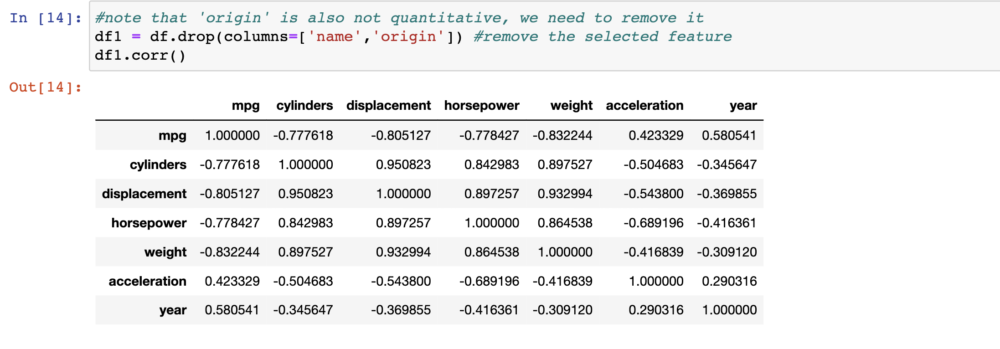 In [14]: #note that 'origin' is also not quantitative, we need to remove it
df1 = df.drop(columns=['name','origin']) #remove the selected feature
df1.corr()
Out[14]:
mpg cylinders displacement horsepower weight acceleration year
mpg 1.000000 -0.777618 -0.805127 -0.778427 -0.832244 0.423329 0.580541
cylinders -0.777618 1.000000 0.950823 0.842983 0.897527 -0.504683 -0.345647
displacement -0.805127 0.950823 1.000000 0.897257 0.932994 -0.543800 -0.369855
horsepower -0.778427 0.842983 0.897257 1.000000 0.864538 -0.689196 -0.416361
weight -0.832244 0.897527 0.932994 0.864538 1.000000 -0.416839 -0.309120
acceleration 0.423329 -0.504683 -0.543800 -0.689196 -0.416839 1.000000 0.290316
year 0.580541 -0.345647 -0.369855 -0.416361 -0.309120 0.290316 1.000000